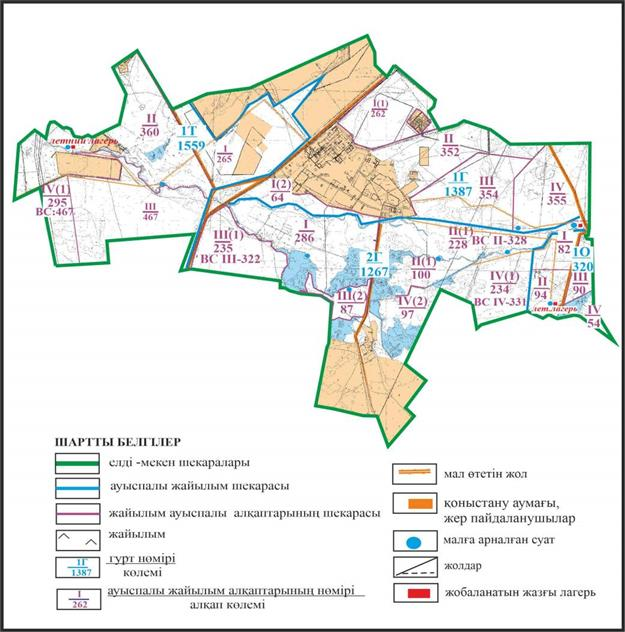 I(1)
262
II
360
1Т
1559
II
352
летний лагерь
I
265
1Г
1387
III
354
IV
355
IV(1)
295
ВС:467
III
467
I(2)
64
III(1)
235
ВС III-322
I
286
II(1)
228
ВС II-328
I
82
1О
320
2Г
1267
II(1)
100
IV(1)
234
ВС IV-331
II
94
III
90
III(2)
87
IV(2)
97
лет.лагерь
IV
54
ШАРТТЫ БЕЛГІЛЕР
елді -мекен шекаралары
ауыспалы жайылым шекарасы
жайылым ауыспалы алқаптарының шекарасы
жайылым
1Г
1387
гурт нөмірі
көлемі
I
262
ауыспалы жайылым алқаптарының нөмірі
алқап көлемі
мал өтетін жол
қоныстану аумағы,
жер пайдаланушылар
малға арналған суат
жолдар
жобаланатын жазғы лагерь